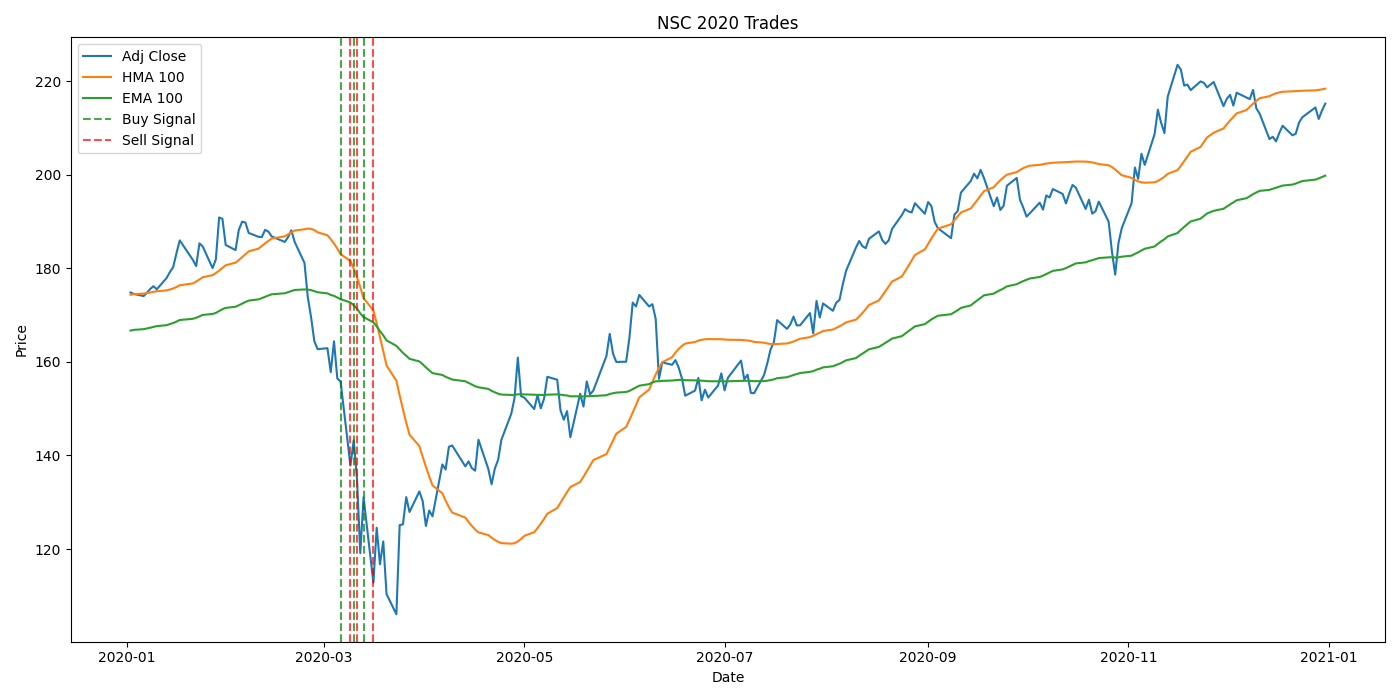 NSC 2020 Trades
Adj Close
HMA 100
EMA 100
Buy Signal
Sell Signal
Price
220
200
180
160
140
120
2020-01
2020-03
2020-05
2020-07
2020-09
2020-11
2021-01
Date